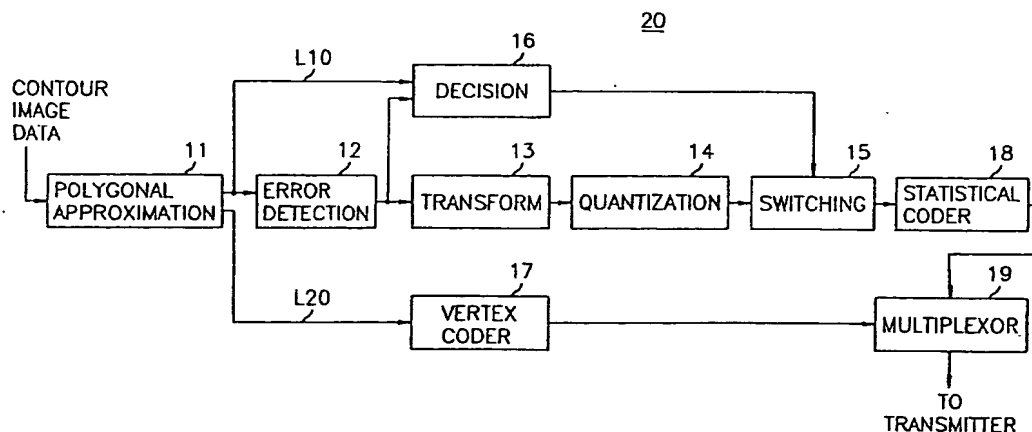 20
16
L10
DECISION
CONTOUR
IMAGE
DATA
11
12
13
14
15
18
POLYGONAL
APPROXIMATION
ERROR
DETECTION
TRANSFORM
QUANTIZATION
SWITCHING
STATISTICAL
CODER
L20
17
19
VERTEX
CODER
MULTIPLEXOR
TO
TRANSMITTER